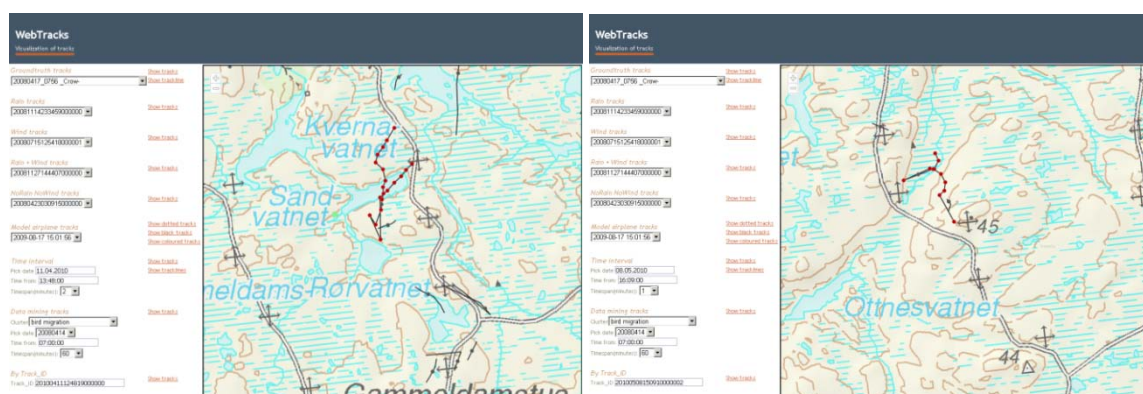 WebTracks
Visualization of tracks
Groundtruth tracks
20080417_0756 _Crow-
Show tracks
Show trackline
Rain tracks
20081114233459000000
Show tracks
Wind tracks
20080715125418000001
Show tracks
Rain + Wind tracks
20081127144407000000
Show tracks
NoRain NoWind tracks
20080423030915000000
Show tracks
Model airplane tracks
2009-08-17 15:01:56
Show dotted tracks
Show black tracks
Show coloured tracks
Time interval
Pick date: 11.04.2010
Time from: 13:48:00
Timespan(minutes): 2
Show tracks
Show tracklines
Data mining tracks
Cluster: bird migration
Pick date: 20080414
Time from: 07:00:00
Timespan(minutes): 60
Show tracks
By Track_ID
Track_ID: 20100411124819000000
Show tracks
Kverna-
vatnet
Sand-
vatnet
meldams-Rørvatnet
Gammeldamstua
WebTracks
Visualization of tracks
Groundtruth tracks
20080417_0756 _Crow-
Show tracks
Show trackline
Rain tracks
20081114233459000000
Show tracks
Wind tracks
20080715125418000001
Show tracks
Rain + Wind tracks
20081127144407000000
Show tracks
NoRain NoWind tracks
20080423030915000000
Show tracks
Model airplane tracks
2009-08-17 15:01:56
Show dotted tracks
Show black tracks
Show coloured tracks
Time interval
Pick date: 08.05.2010
Time from: 16:09:00
Timespan(minutes): 1
Show tracks
Show tracklines
Data mining tracks
Cluster: bird migration
Pick date: 20080414
Time from: 07:00:00
Timespan(minutes): 60
Show tracks
By Track_ID
Track_ID: 20100508150910000002
Show tracks
et
45
Ottnesvatnet
44